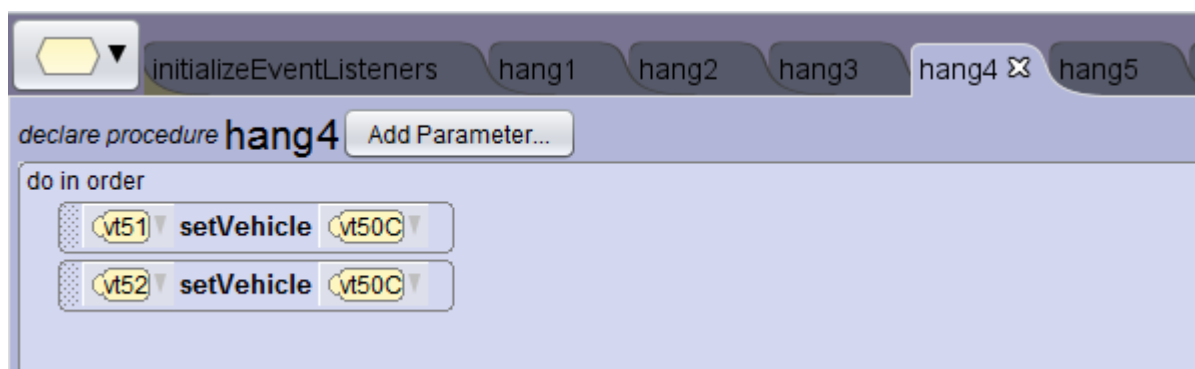 initializeEventListeners hang1 hang2 hang3 hang4 hang5
declare procedure hang4 Add Parameter...
do in order
vt51 setVehicle vt50C
vt52 setVehicle vt50C